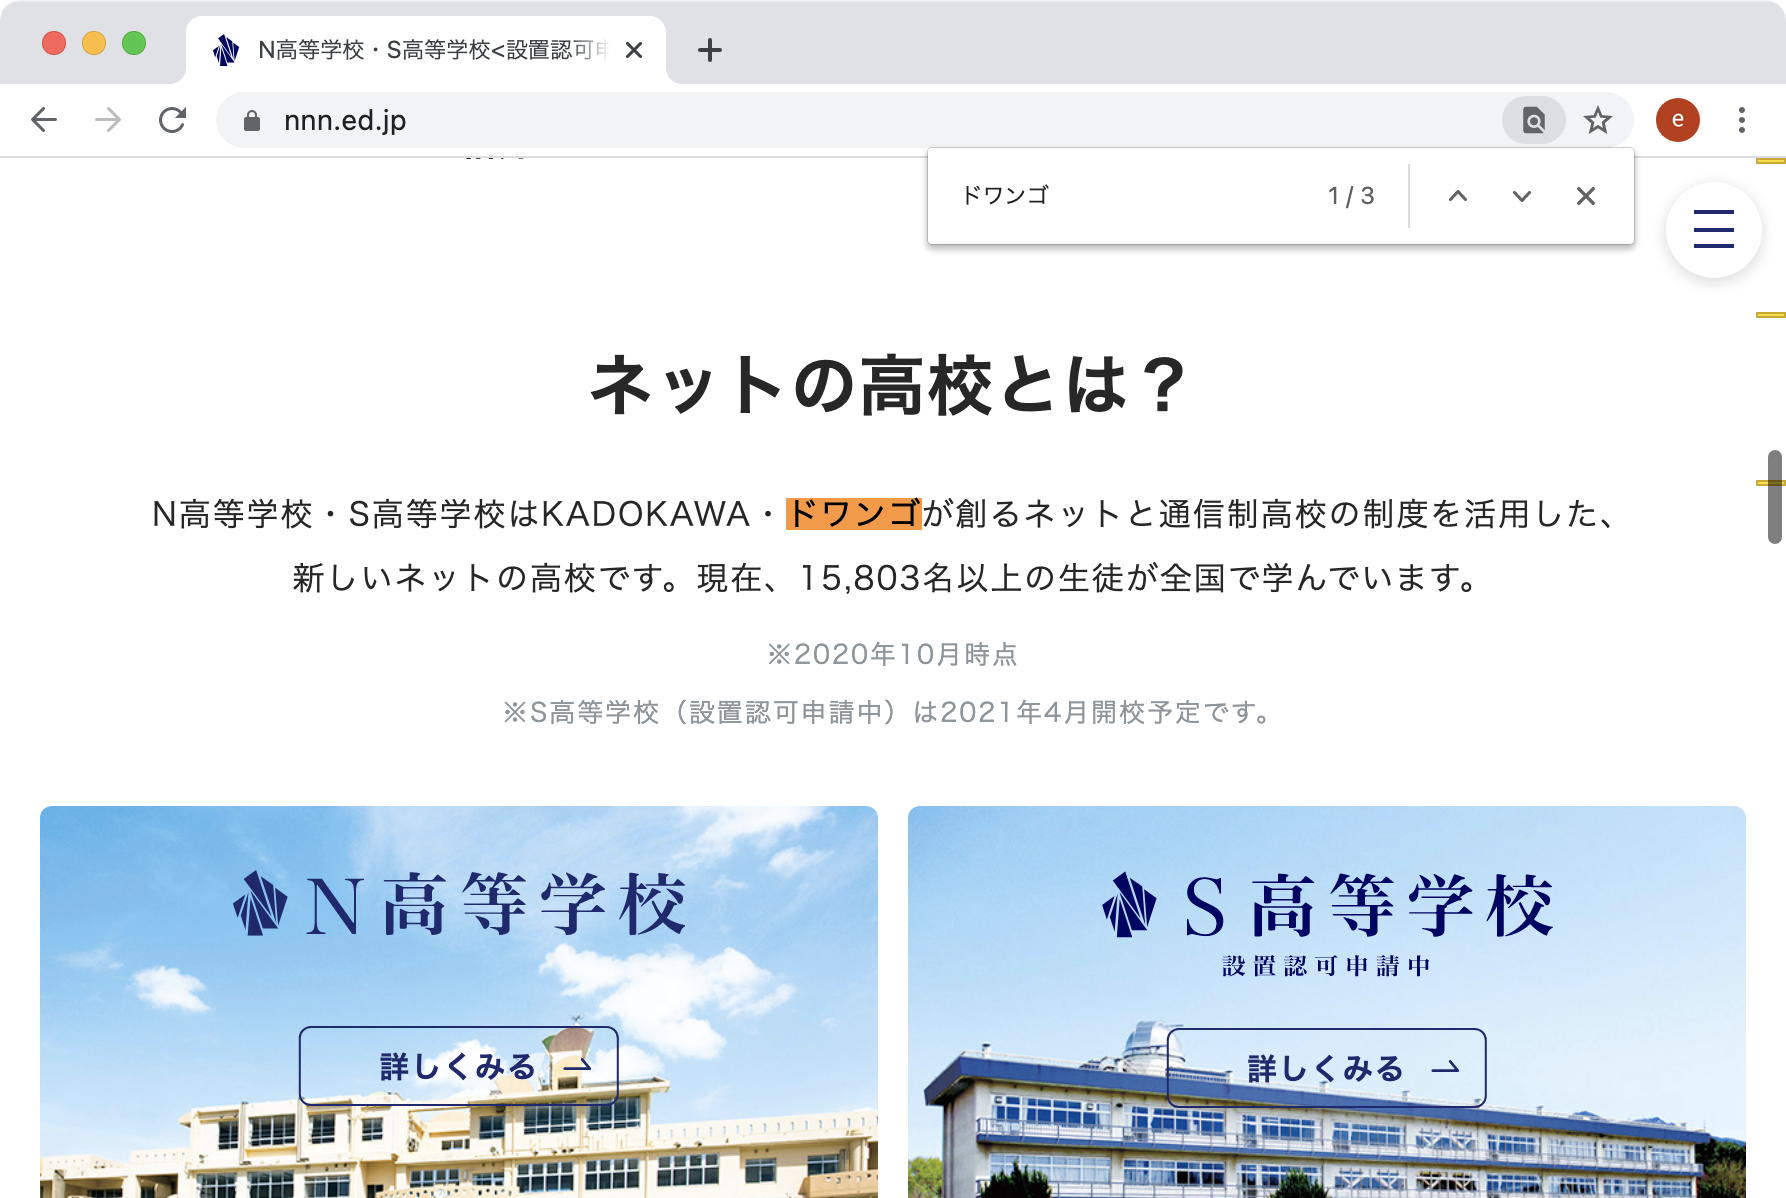 N高等学校・S高等学校<設置認可申
nnn.ed.jp
e
ドワンゴ
1/3
ネットの高校とは？
N高等学校・S高等学校はKADOKAWA・ドワンゴが創るネットと通信制高校の制度を活用した、
新しいネットの高校です。現在、15,803名以上の生徒が全国で学んでいます。
※2020年10月時点
※S高等学校（設置認可申請中）は2021年4月開校予定です。
N高等学校
詳しくみる
S高等学校
設置認可申請中
詳しくみる